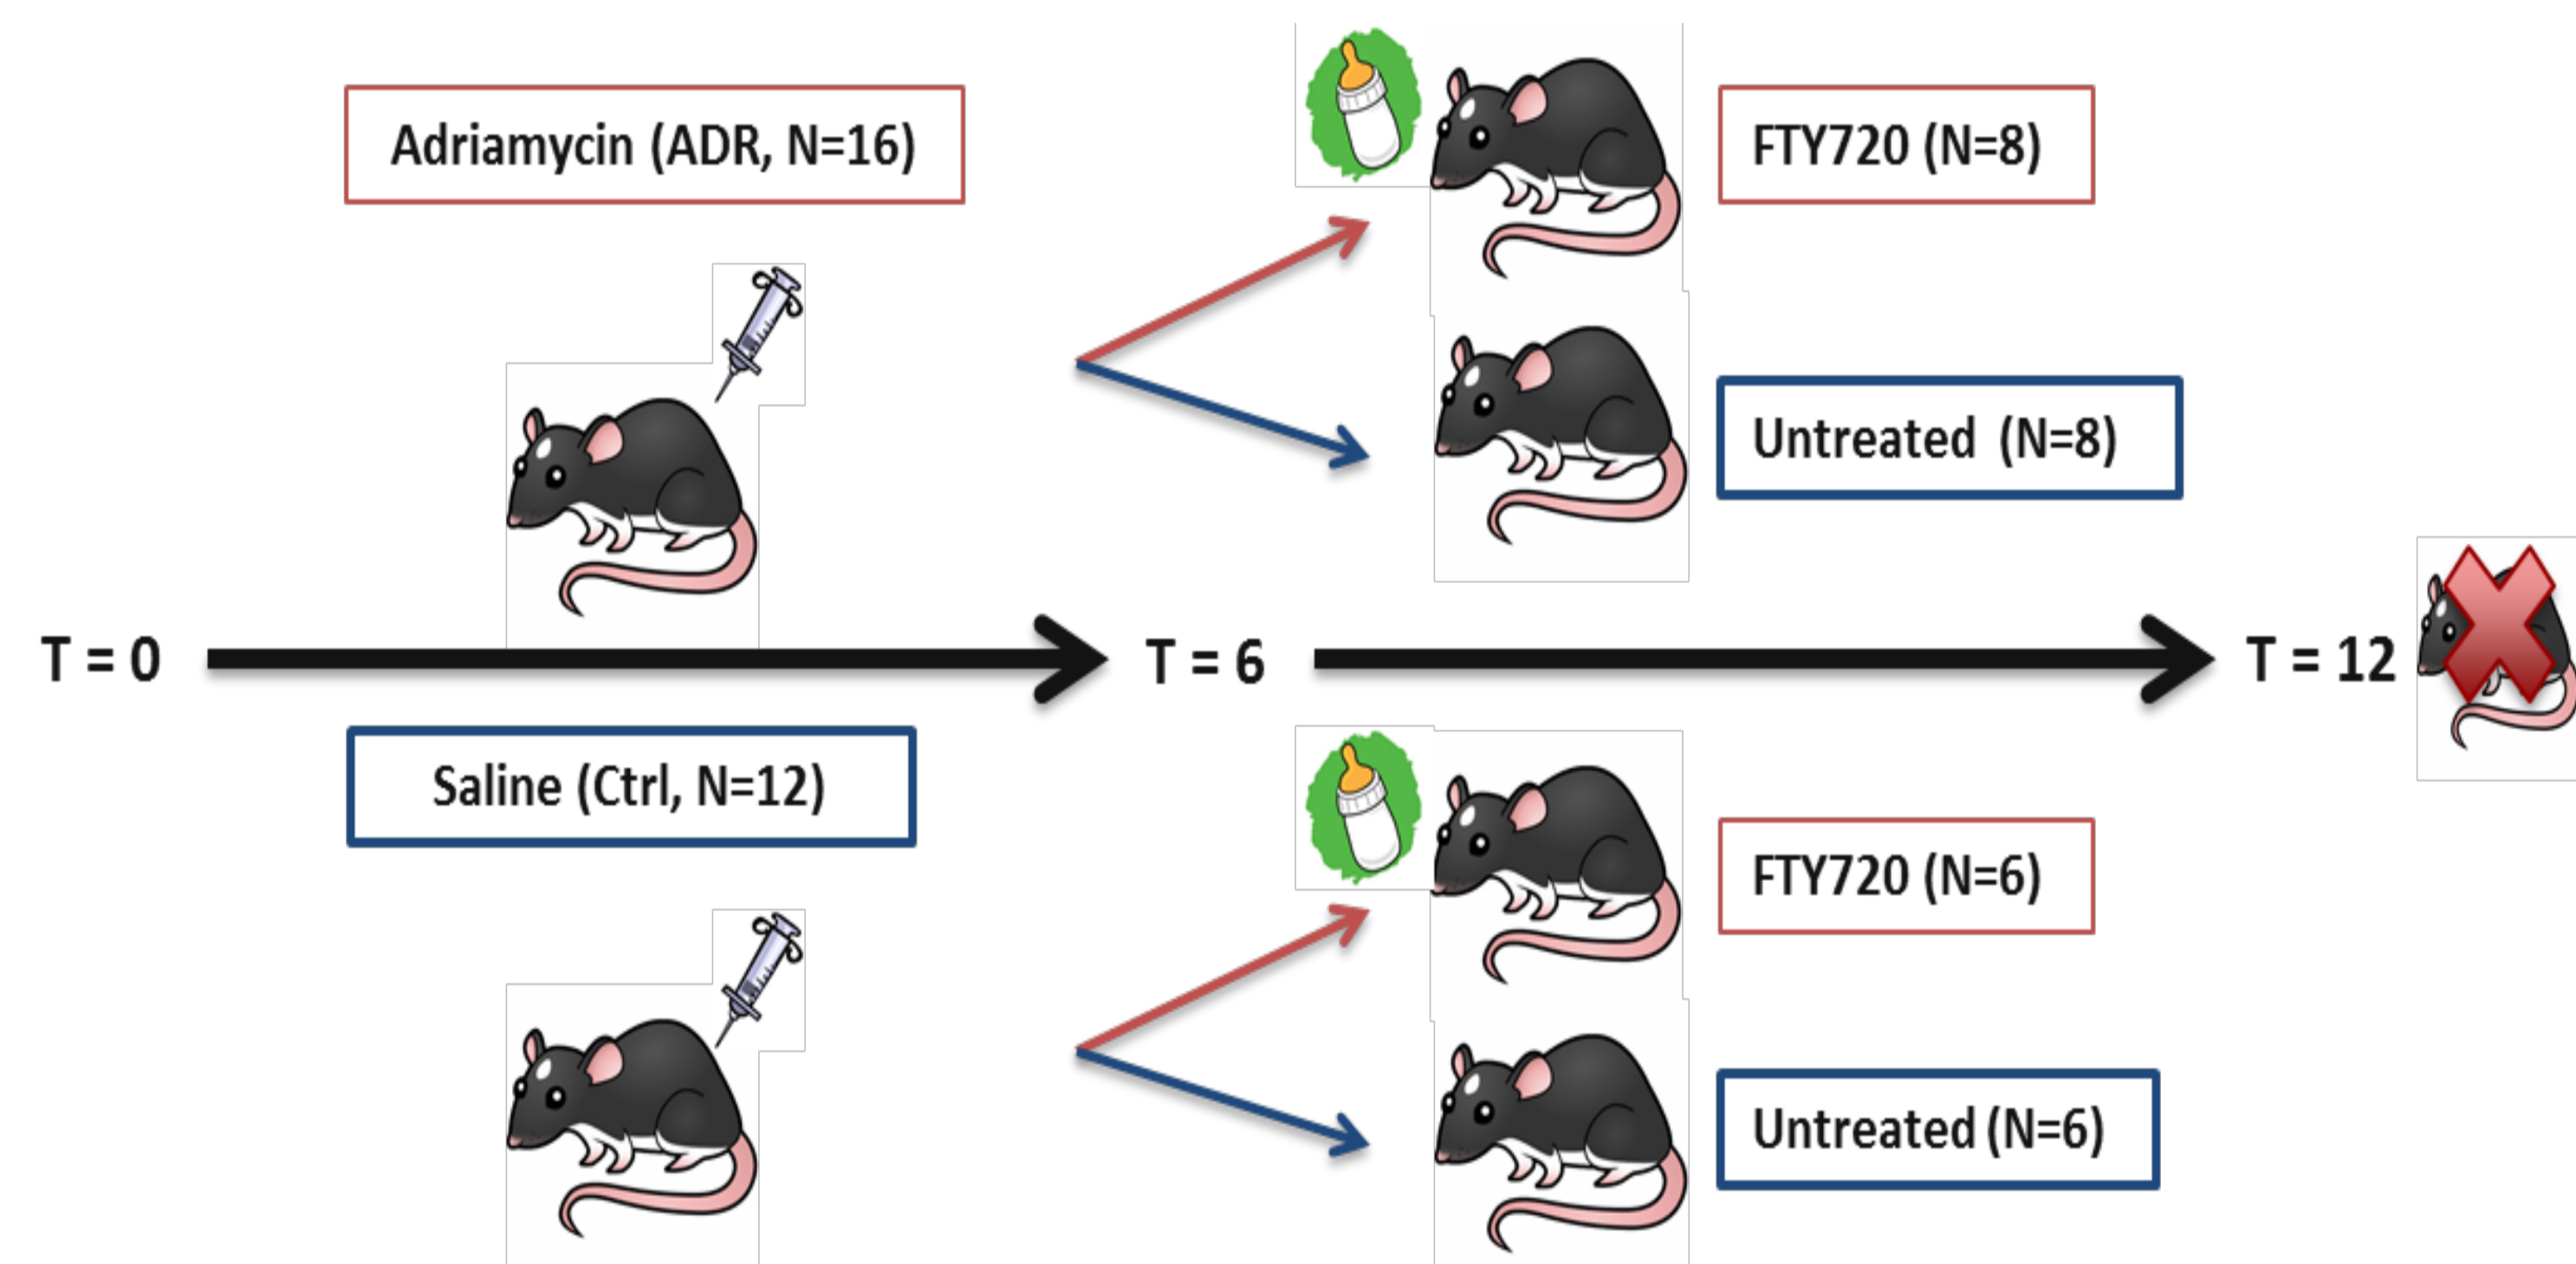 Adriamycin (ADR, N=16)
FTY720 (N=8)
Untreated (N=8)
T = 0
T = 6
T = 12
Saline (Ctrl, N=12)
FTY720 (N=6)
Untreated (N=6)